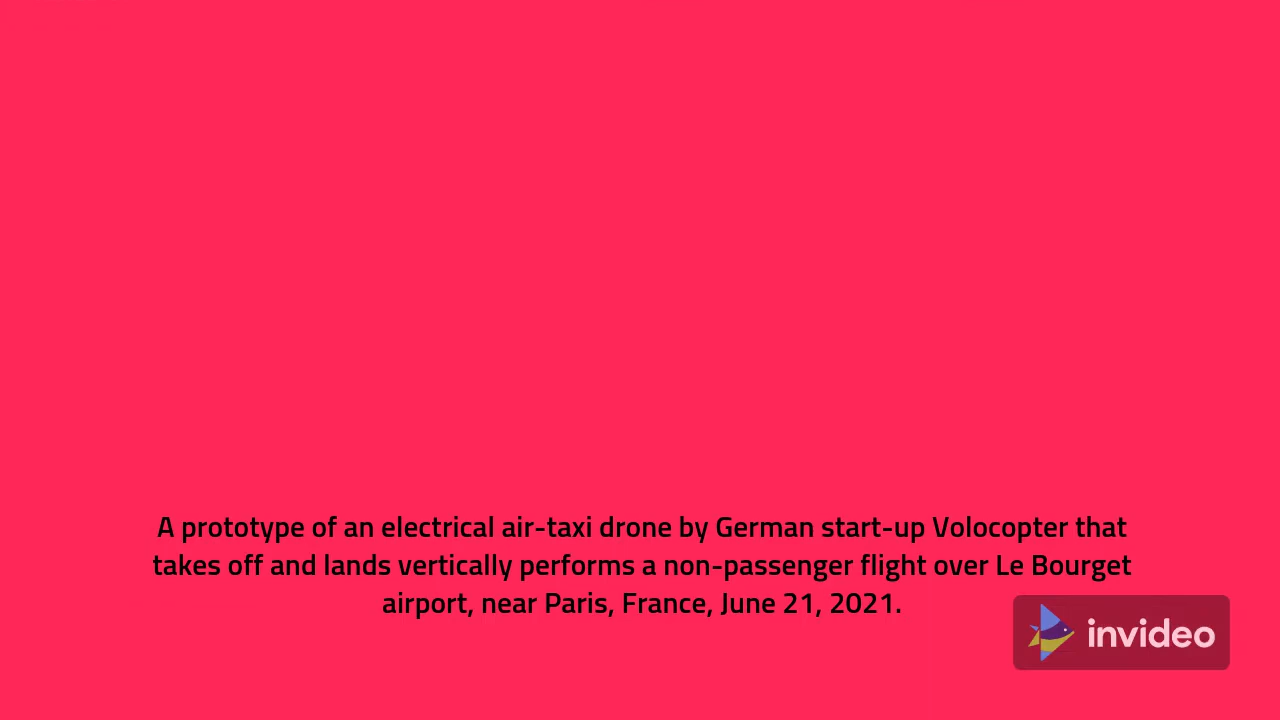 A prototype of an electrical air-taxi drone by German start-up Volocopter that
takes off and lands vertically performs a non-passenger flight over Le Bourget
airport, near Paris, France, June 21, 2021.
invideo